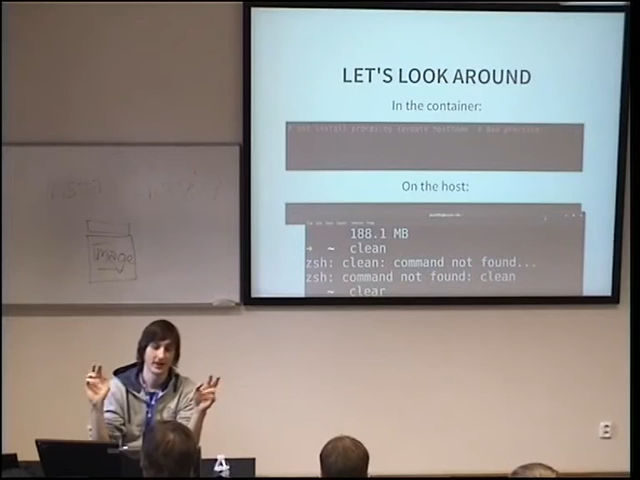 LET'S LOOK AROUND
In the container:
On the host:
188.1 MB
→ ~ clean
zsh: clean: command not found...
zsh: command not found: clean
~ clear
image